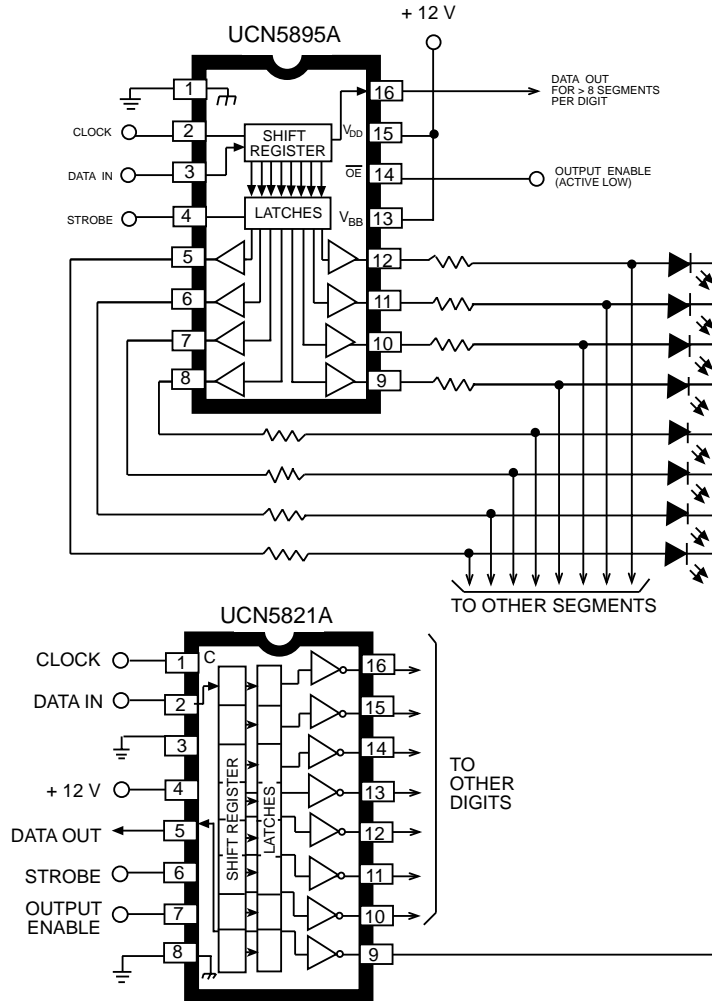 + 12 V
UCN5895A
1
16
DATA OUT
FOR > 8 SEGMENTS
PER DIGIT
CLOCK
2
SHIFT
REGISTER
VDD
15
DATA IN
3
OE
14
OUTPUT ENABLE
(ACTIVE LOW)
STROBE
4
LATCHES
VBB
13
5
12
6
11
7
10
8
9
TO OTHER SEGMENTS
UCN5821A
CLOCK
1
C
16
DATA IN
2
15
3
14
+ 12 V
4
13
DATA OUT
5
12
STROBE
6
11
OUTPUT
ENABLE
7
10
8
9
SHIFT REGISTER
LATCHES
TO
OTHER
DIGITS